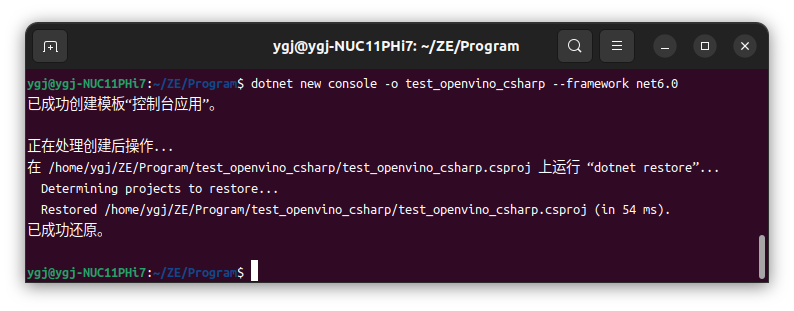 ygj@ygj-NUC11PHi7: ~/ZE/Program
ygj@ygj-NUC11PHi7:~/ZE/Program$ dotnet new console -o test_openvino_csharp --framework net6.0
已成功创建模板“控制台应用”。
正在处理创建后操作...
在 /home/ygj/ZE/Program/test_openvino_csharp/test_openvino_csharp.csproj 上运行 “dotnet restore”...
Determining projects to restore...
Restored /home/ygj/ZE/Program/test_openvino_csharp/test_openvino_csharp.csproj (in 54 ms).
已成功还原。
ygj@ygj-NUC11PHi7:~/ZE/Program$